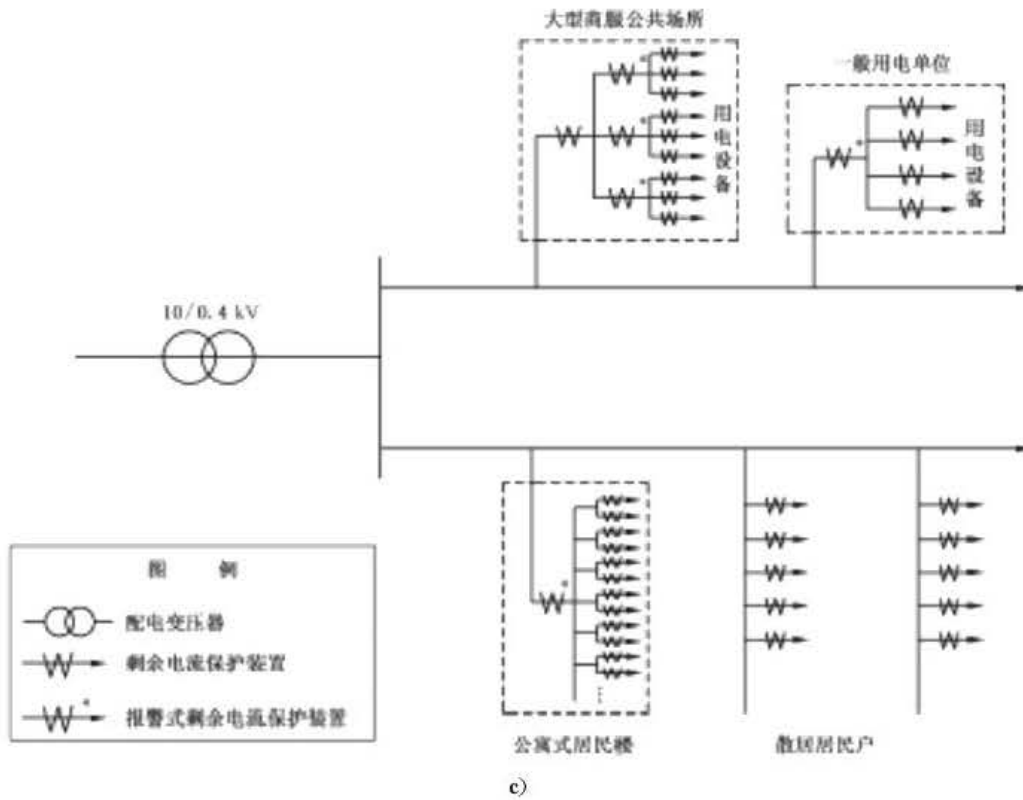 大型商服公共场所
一般用电单位
用电设备
用电设备
10/0.4 kV
图 例
配电变压器
剩余电流保护装置
报警式剩余电流保护装置
公寓式居民楼
散居居民户
c)